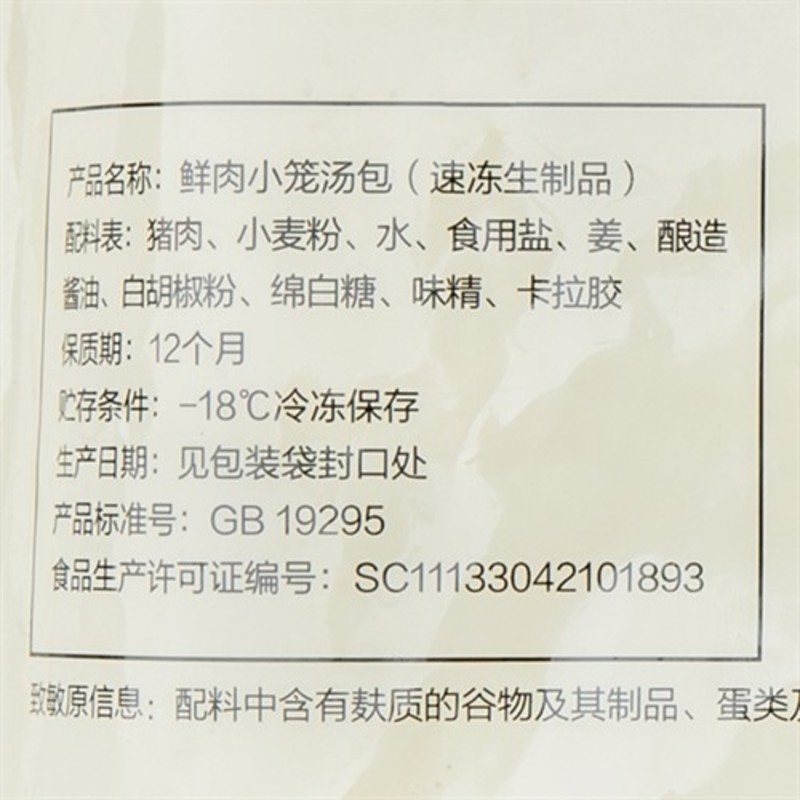 产品名称：鲜肉小笼汤包（速冻生制品）
配料表：猪肉、小麦粉、水、食用盐、姜、酿造
酱油、白胡椒粉、绵白糖、味精、卡拉胶
保质期：12个月
贮存条件：-18℃冷冻保存
生产日期：见包装袋封口处
产品标准号：GB 19295
食品生产许可证编号：SC11133042101893
致敏原信息：配料中含有麸质的谷物及其制品、蛋类及